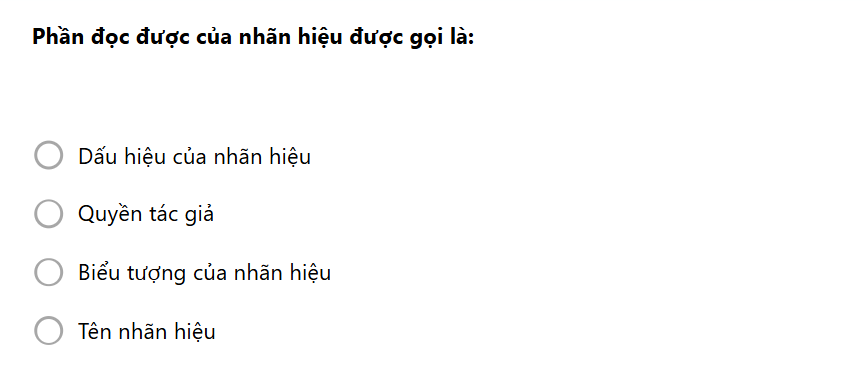 Phần đọc được của nhãn hiệu được gọi là:
Dấu hiệu của nhãn hiệu
Quyền tác giả
Biểu tượng của nhãn hiệu
Tên nhãn hiệu